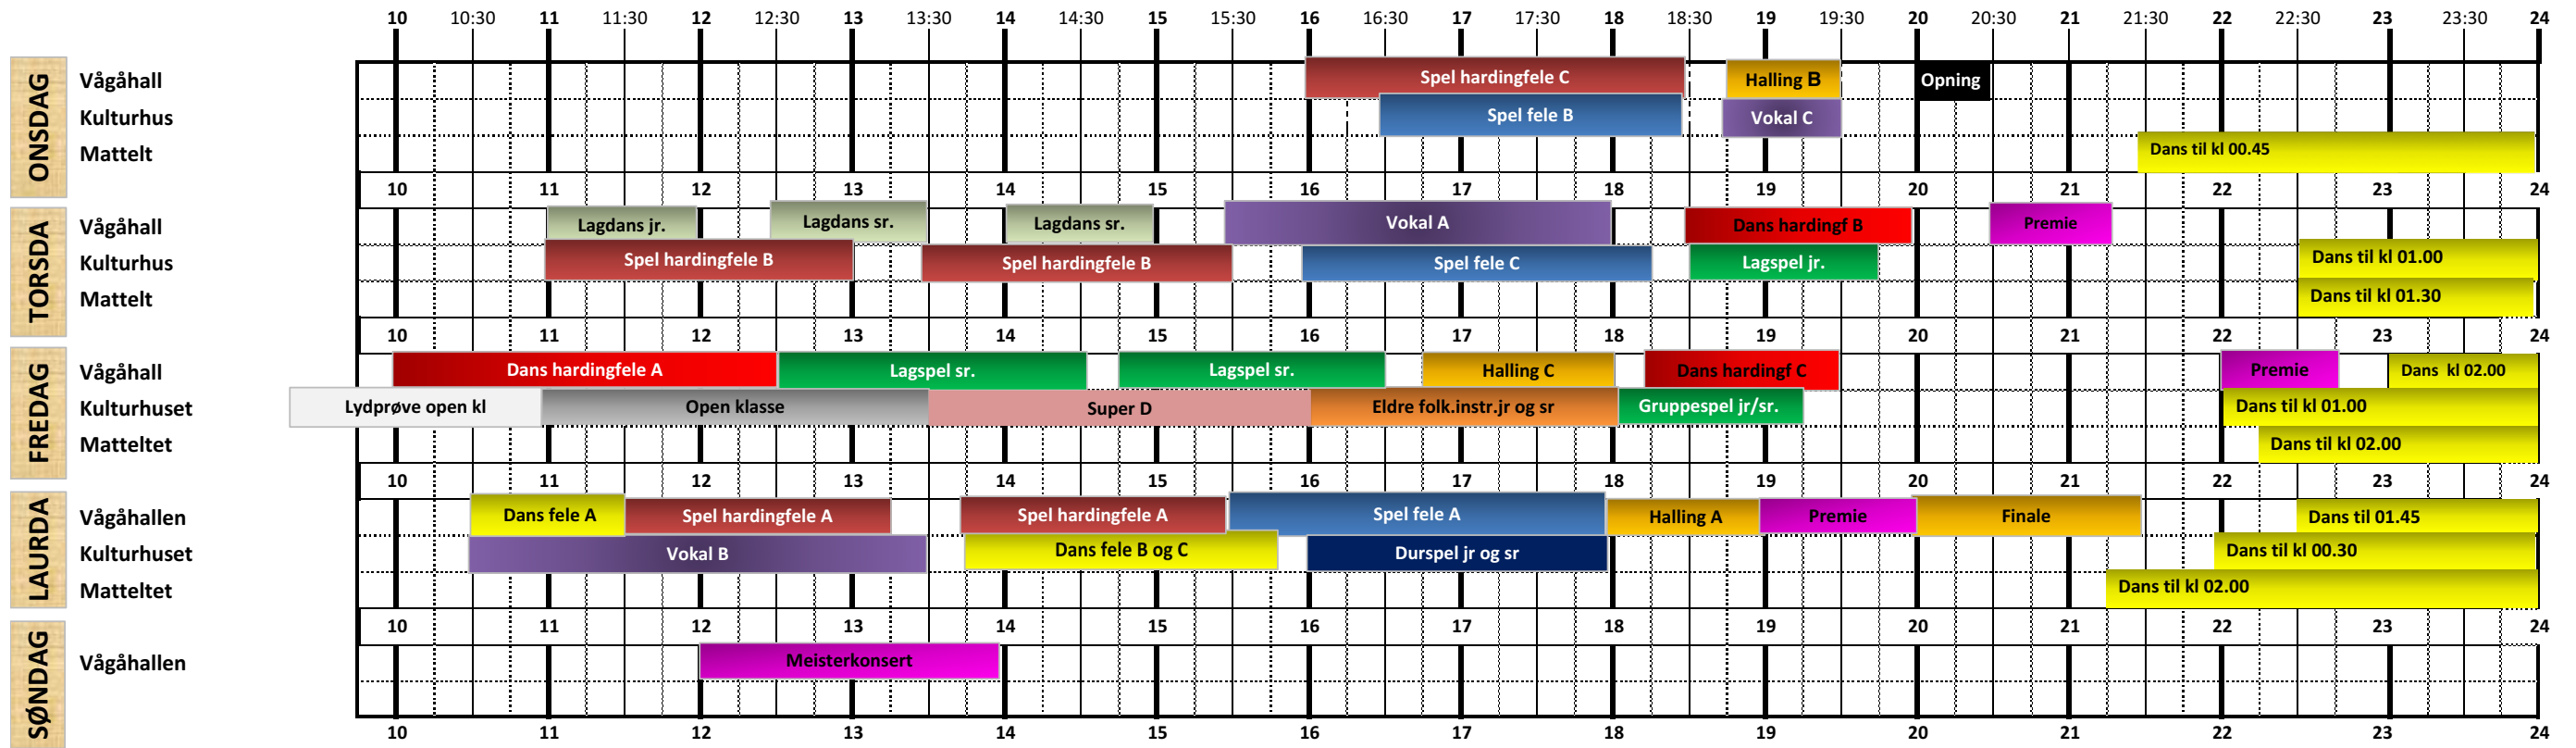 10 10:30 11 11:30 12 12:30 13 13:30 14 14:30 15 15:30 16 16:30 17 17:30 18 18:30 19 19:30 20 20:30 21 21:30 22 22:30 23 23:30 24
ONSDAG
Vågåhall Spel hardingfele C Halling B Opning
Kulturhus Spel fele B Vokal C
Mattelt Dans til kl 00.45
10 11 12 13 14 15 16 17 18 19 20 21 22 23 24
TORSDA
Vågåhall Lagdans jr. Lagdans sr. Lagdans sr. Vokal A Dans hardingf B Premie
Kulturhus Spel hardingfele B Spel hardingfele B Spel fele C Lagspel jr. Dans til kl 01.00
Mattelt Dans til kl 01.30
10 11 12 13 14 15 16 17 18 19 20 21 22 23 24
FREDAG
Vågåhall Dans hardingfele A Lagspel sr. Lagspel sr. Halling C Dans hardingf C Premie Dans kl 02.00
Kulturhuset Lydprøve open kl Open klasse Super D Eldre folk.instr.jr og sr Gruppespel jr/sr. Dans til kl 01.00
Matteltet Dans til kl 02.00
10 11 12 13 14 15 16 17 18 19 20 21 22 23 24
LAURDA
Vågåhallen Dans fele A Spel hardingfele A Spel hardingfele A Spel fele A Halling A Premie Finale Dans til 01.45
Kulturhuset Vokal B Dans fele B og C Durspel jr og sr Dans til kl 00.30
Matteltet Dans til kl 02.00
10 11 12 13 14 15 16 17 18 19 20 21 22 23 24
SØNDAG
Vågåhallen Meisterkonsert
10 11 12 13 14 15 16 17 18 19 20 21 22 23 24